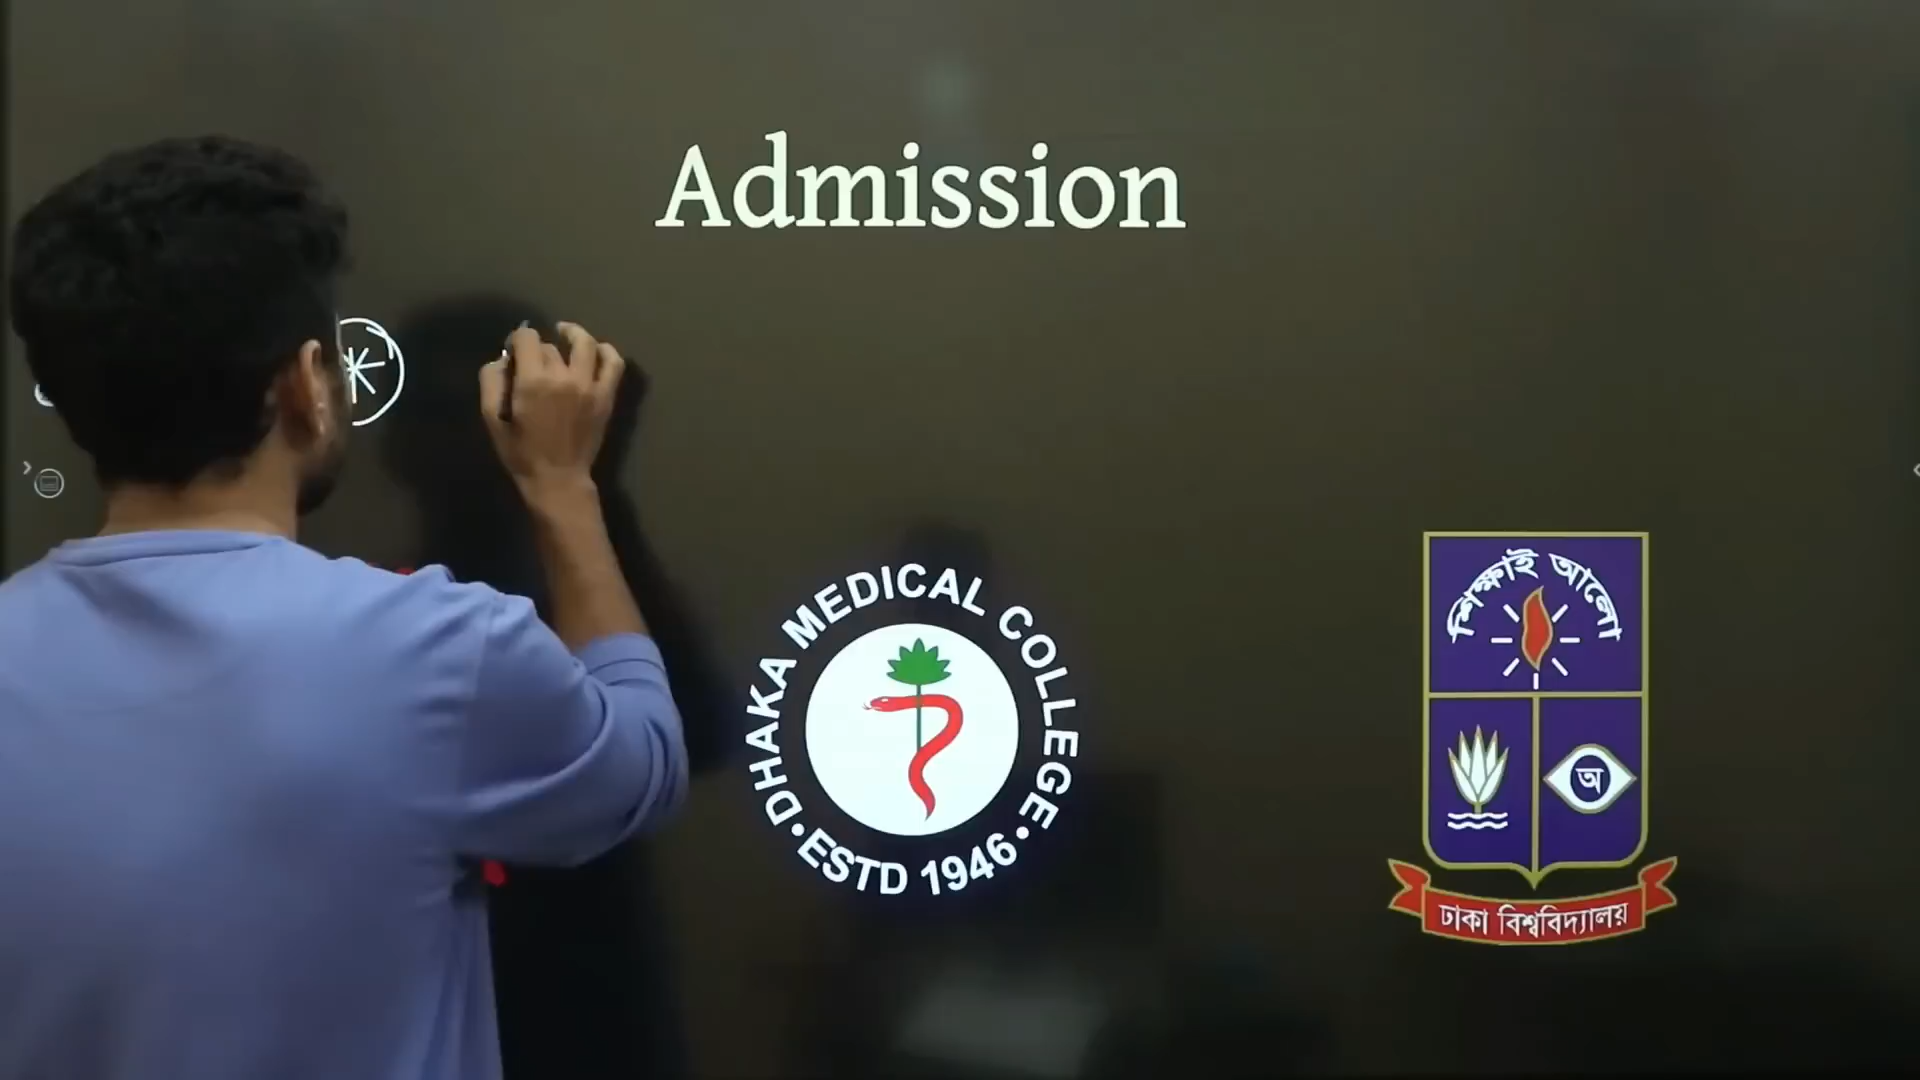 Admission
*
DHAKA MEDICAL COLLEGE
• ESTD 1946 •
শিক্ষাই আলো
অ
ঢাকা বিশ্ববিদ্যালয়